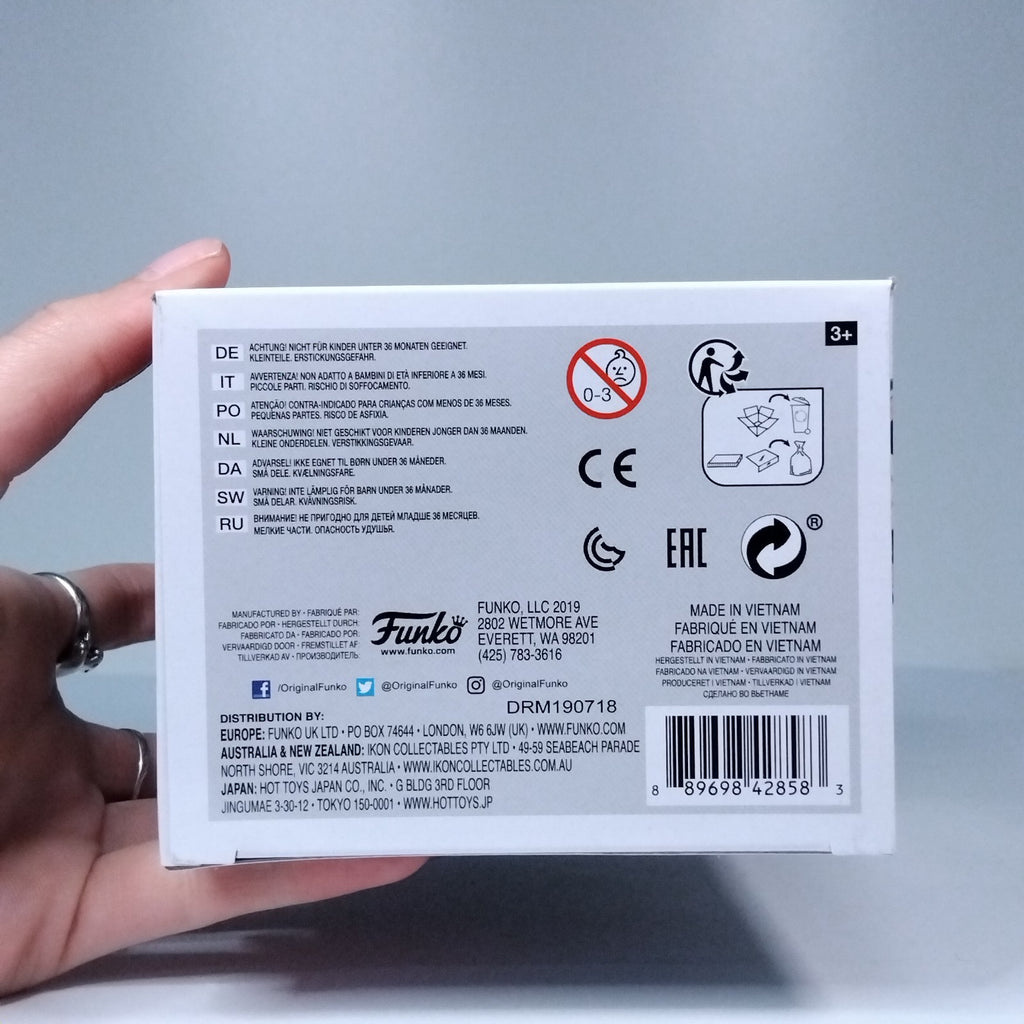 3+
DE
ACHTUNG! NICHT FÜR KINDER UNTER 36 MONATEN GEEIGNET.
KLEINTEILE. ERSTICKUNGSGEFAHR.
IT
AVVERTENZA! NON ADATTO A BAMBINI DI ETÀ INFERIORE A 36 MESI.
PICCOLE PARTI. RISCHIO DI SOFFOCAMENTO.
PO
ATENÇÃO! CONTRA-INDICADO PARA CRIANÇAS COM MENOS DE 36 MESES.
PEQUENAS PARTES. RISCO DE ASFIXIA.
NL
WAARSCHUWING! NIET GESCHIKT VOOR KINDEREN JONGER DAN 36 MAANDEN.
KLEINE ONDERDELEN. VERSTIKKINGSGEVAAR.
DA
ADVARSEL! IKKE EGNET TIL BØRN UNDER 36 MÅNEDER.
SMÅ DELE. KVÆLNINGSFARE.
SW
VARNING! INTE LÄMPLIG FÖR BARN UNDER 36 MÅNADER.
SMÅ DELAR. KVÄVNINGSRISK.
RU
ВНИМАНИЕ! НЕ ПРИГОДНО ДЛЯ ДЕТЕЙ МЛАДШЕ 36 МЕСЯЦЕВ.
МЕЛКИЕ ЧАСТИ. ОПАСНОСТЬ УДУШЬЯ.
0-3
CE
EAC
®
MANUFACTURED BY • FABRIQUÉ PAR:
FABRICADO POR • HERGESTELLT DURCH:
FABBRICATO DA • FABRICADO POR:
VERVAARDIGD DOOR • FREMSTILLET AF:
TILLVERKAD AV • ПРОИЗВОДИТЕЛЬ:
Funko
www.funko.com
FUNKO, LLC 2019
2802 WETMORE AVE
EVERETT, WA 98201
(425) 783-3616
MADE IN VIETNAM
FABRIQUÉ EN VIETNAM
FABRICADO EN VIETNAM
HERGESTELLT IN VIETNAM • FABBRICATO IN VIETNAM
FABRICADO NA VIETNAM • VERVAARDIGD IN VIETNAM
PRODUCERET I VIETNAM • TILLVERKAD I VIETNAM
СДЕЛАНО ВО ВЬЕТНАМЕ
/OriginalFunko @OriginalFunko @OriginalFunko
DRM190718
DISTRIBUTION BY:
EUROPE: FUNKO UK LTD • PO BOX 74644 • LONDON, W6 6JW (UK) • WWW.FUNKO.COM
AUSTRALIA & NEW ZEALAND: IKON COLLECTABLES PTY LTD • 49-59 SEABEACH PARADE
NORTH SHORE, VIC 3214 AUSTRALIA • WWW.IKONCOLLECTABLES.COM.AU
JAPAN: HOT TOYS JAPAN CO., INC. • G BLDG 3RD FLOOR
JINGUMAE 3-30-12 • TOKYO 150-0001 • WWW.HOTTOYS.JP
8 89698 42858 3